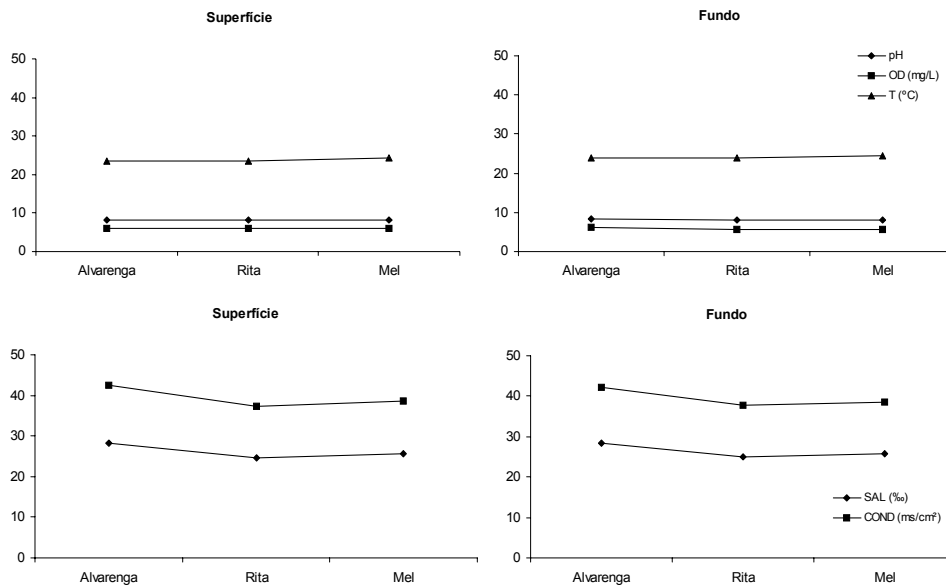 Superfície
50
40
30
20
10
0
Alvarenga Rita Mel
Fundo
50
40
30
20
10
0
pH
OD (mg/L)
T (ºC)
Alvarenga Rita Mel
Superfície
50
40
30
20
10
0
Alvarenga Rita Mel
Fundo
50
40
30
20
10
0
SAL (‰)
COND (ms/cm²)
Alvarenga Rita Mel